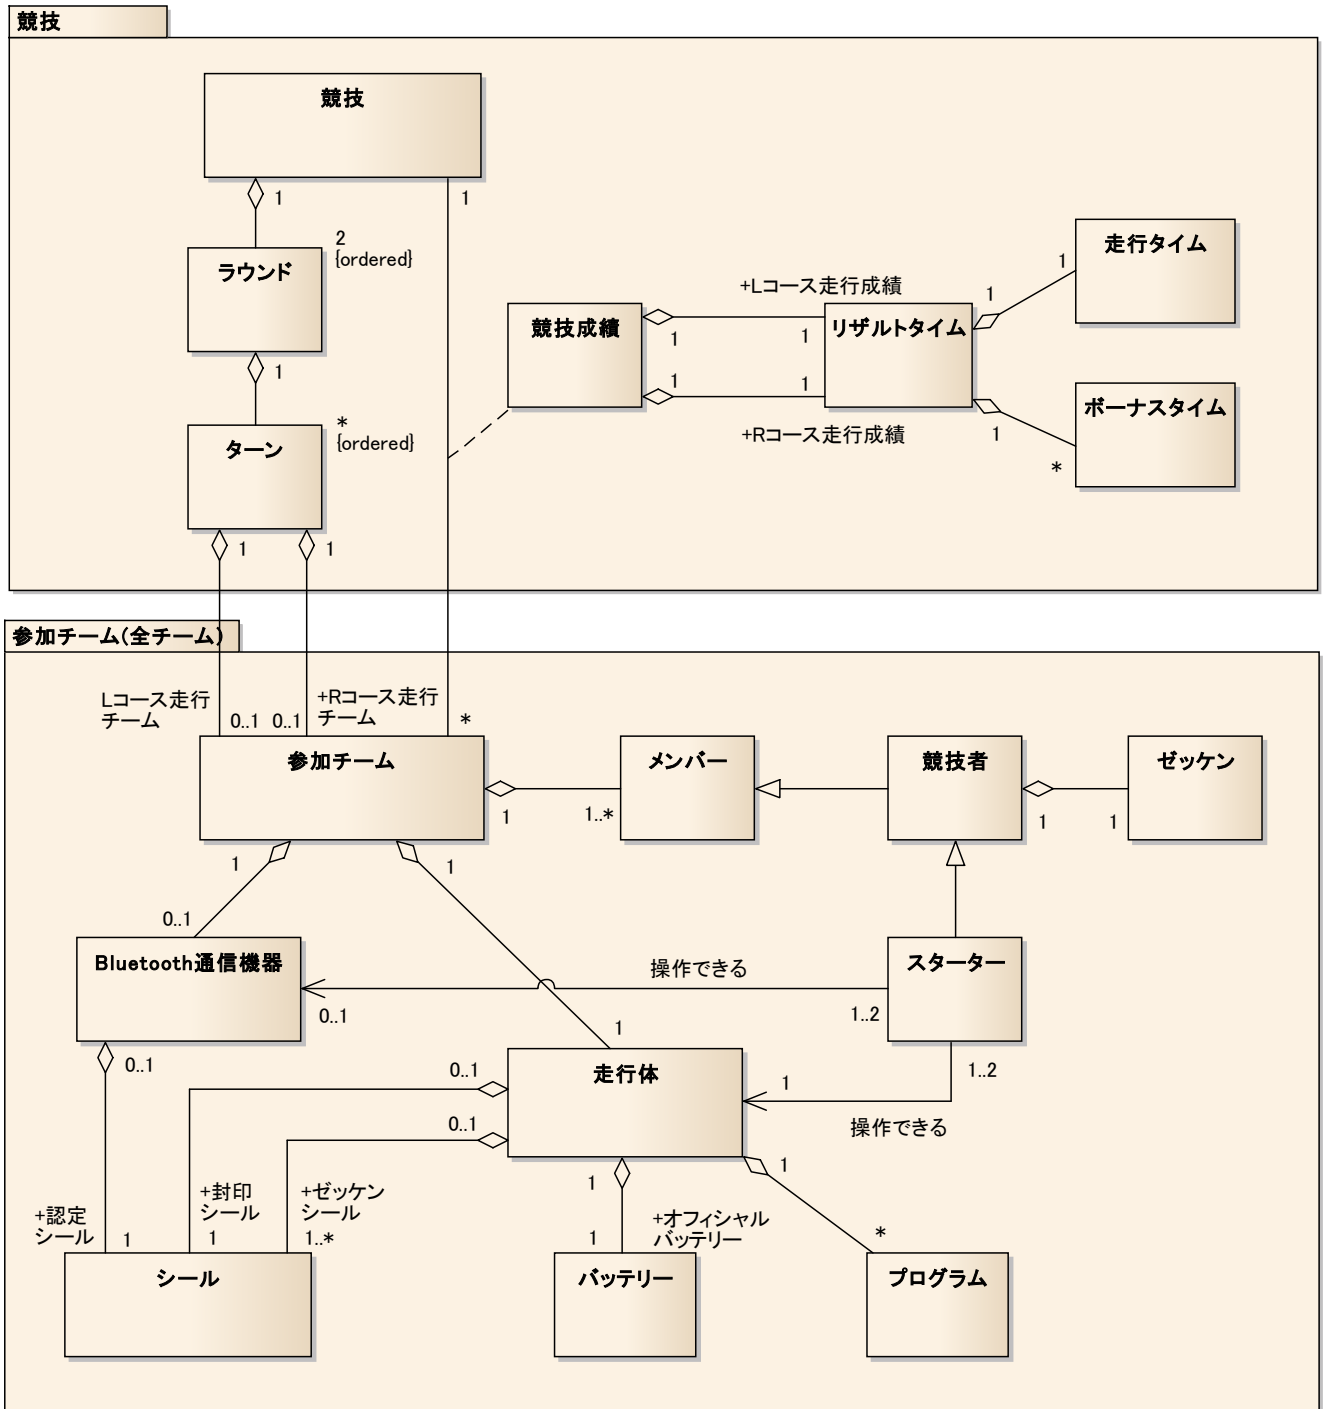 競技
競技
1
1
2
{ordered}
ラウンド
走行タイム
1
1
+Lコース走行成績
競技成績
リザルトタイム
1
1
1
1
1
ボーナスタイム
+Rコース走行成績
1
*
*
{ordered}
ターン
1
1
参加チーム(全チーム)
Lコース走行
チーム
+Rコース走行
チーム
0..1
0..1
*
参加チーム
メンバー
競技者
ゼッケン
1
1..*
1
1
1
1
0..1
Bluetooth通信機器
操作できる
スターター
0..1
1..2
1
0..1
走行体
0..1
1
1..2
0..1
操作できる
1
1
+認定
シール
+封印
シール
+ゼッケン
シール
+オフィシャル
バッテリー
1
1
1..*
1
*
シール
バッテリー
プログラム